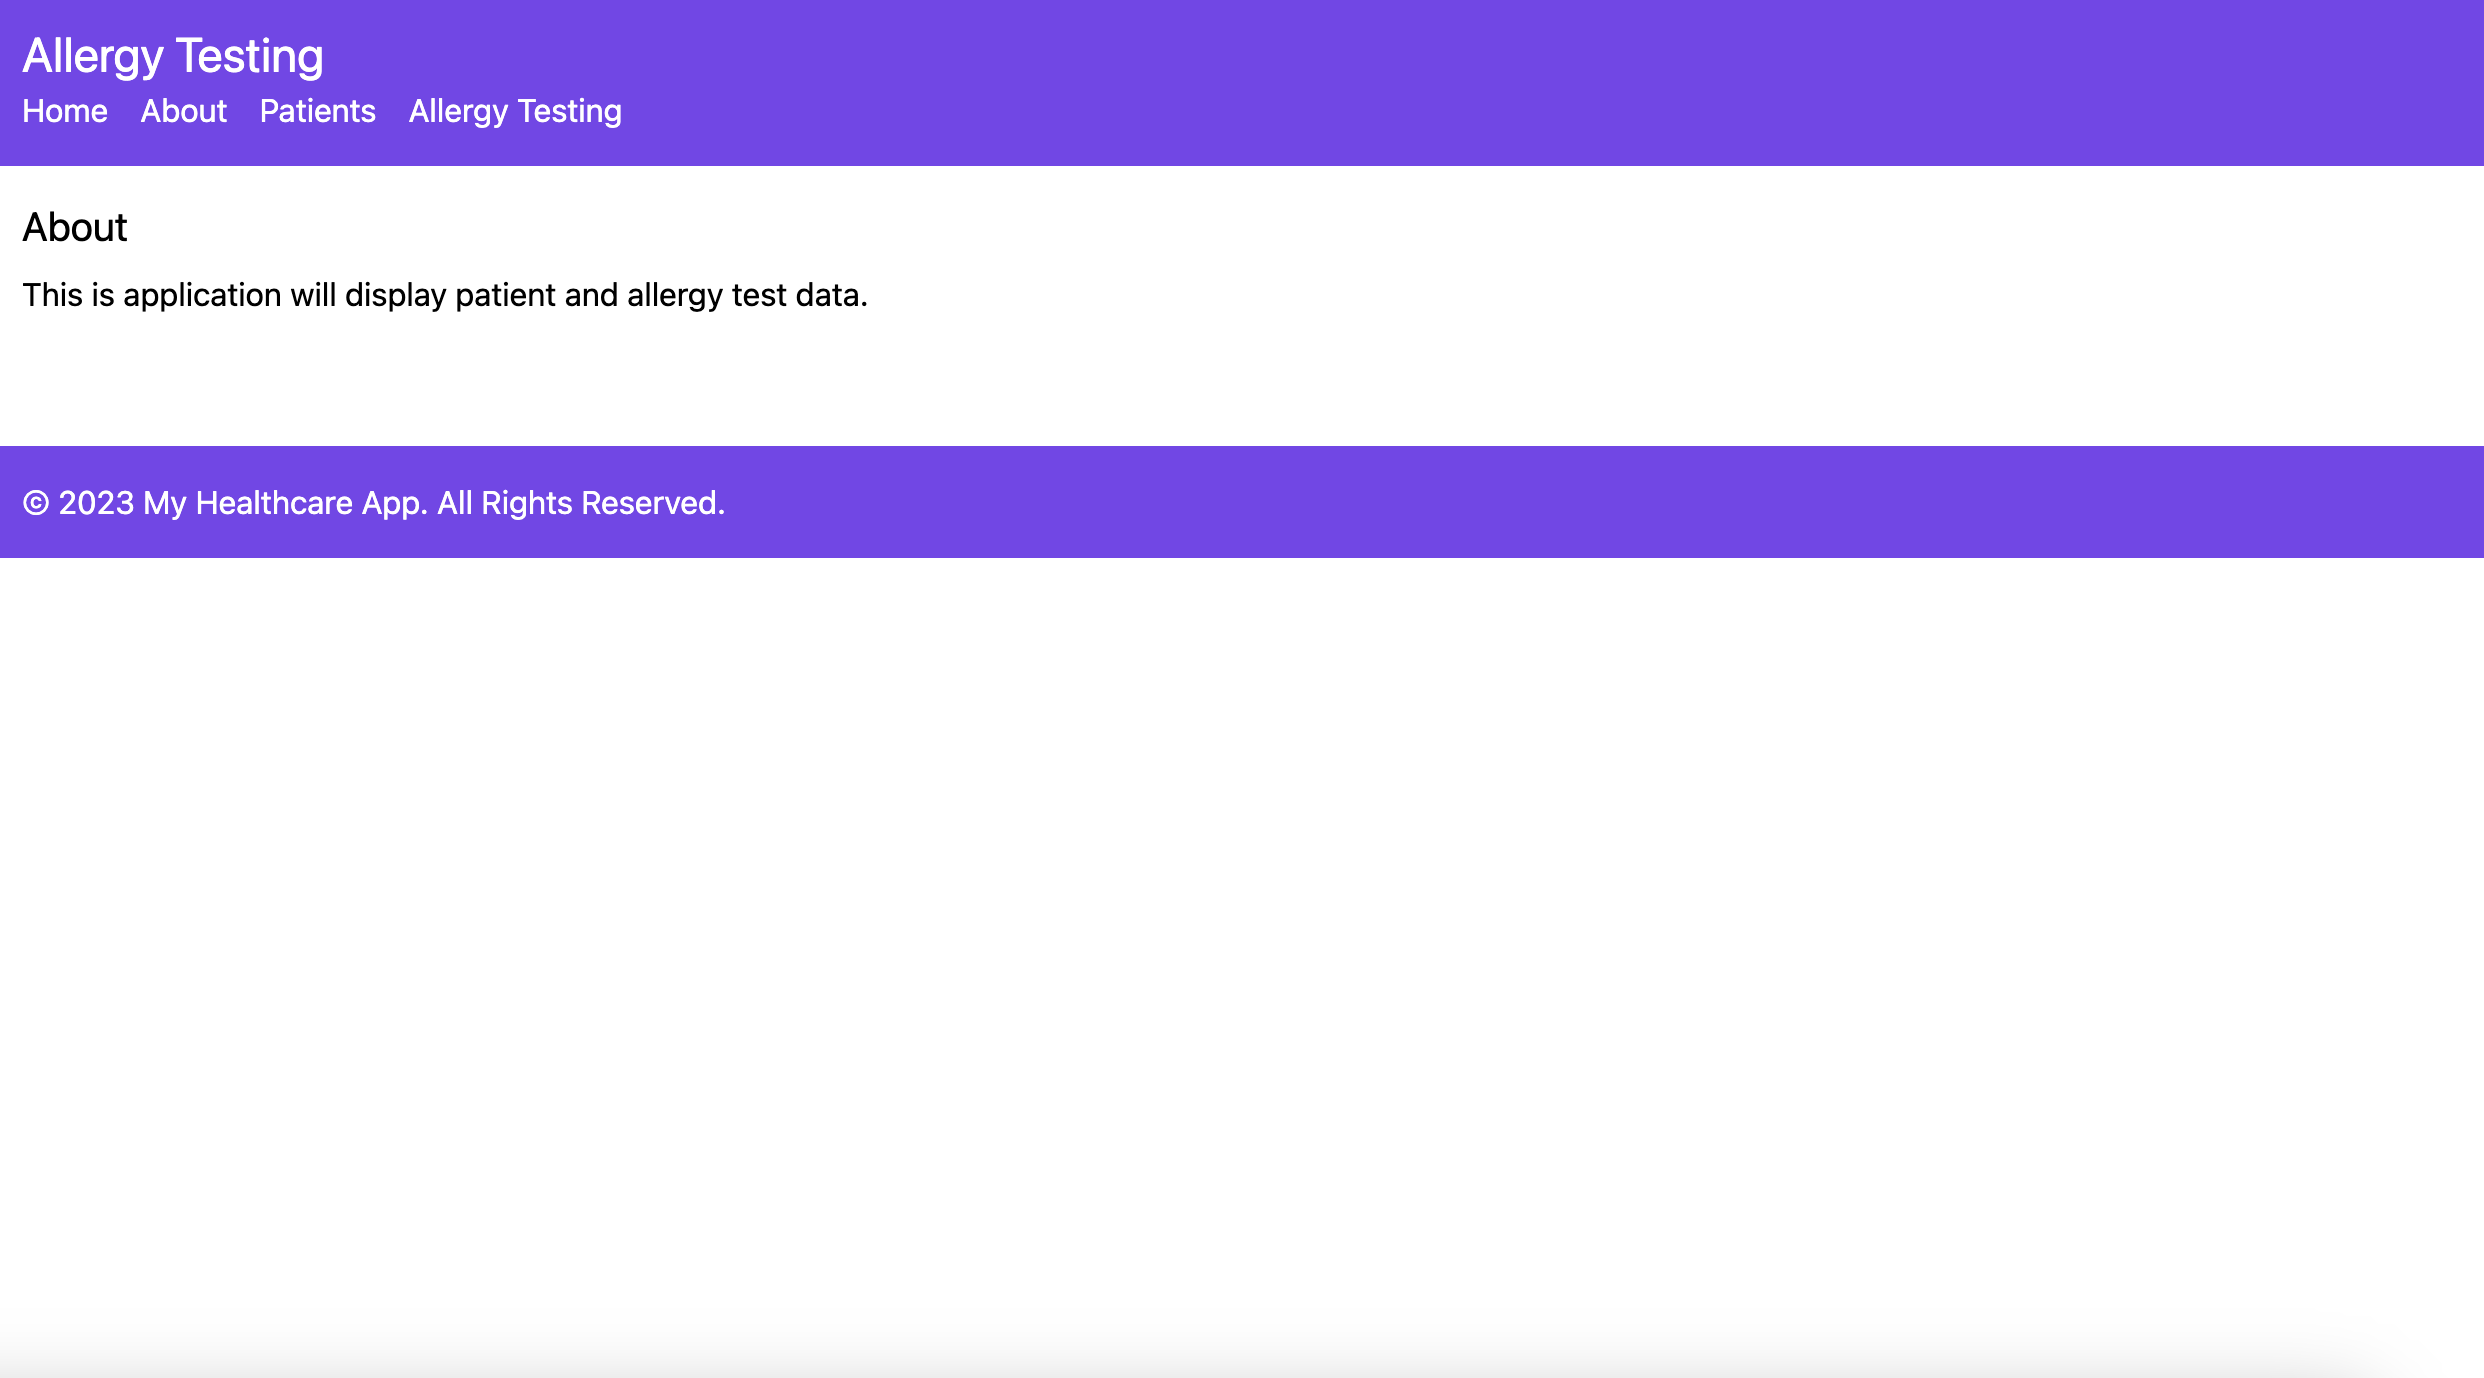 Allergy Testing
Home About Patients Allergy Testing
About
This is application will display patient and allergy test data.
© 2023 My Healthcare App. All Rights Reserved.